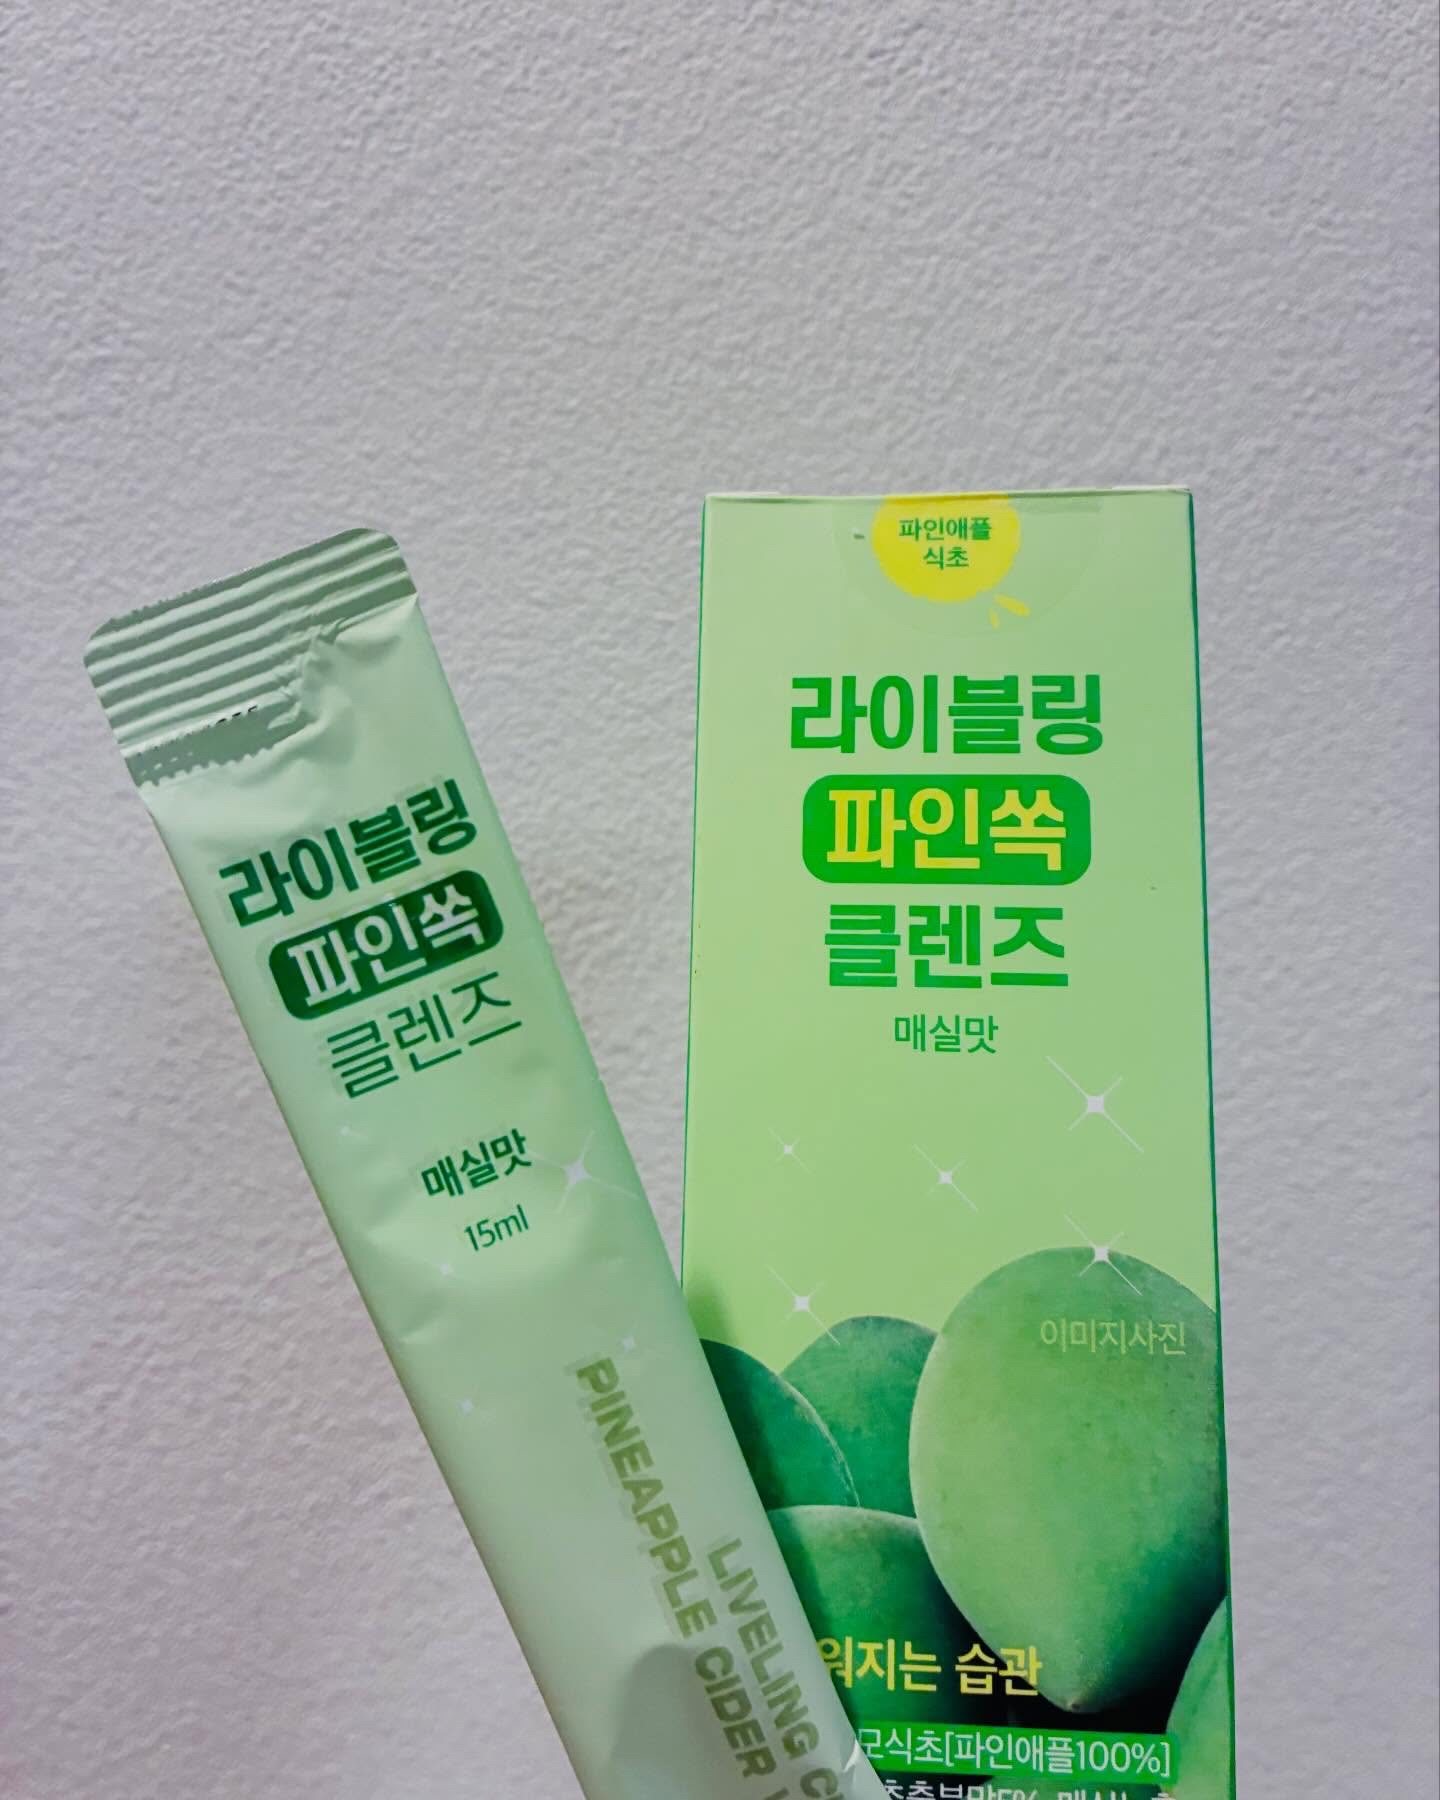 라이블링
파인쏙
클렌즈
매실맛
15ml
PINEAPPLE CIDER
LIVELING
파인애플
식초
라이블링
파인쏙
클렌즈
매실맛
이미지사진
워지는 습관
모식초[파인애플100%]